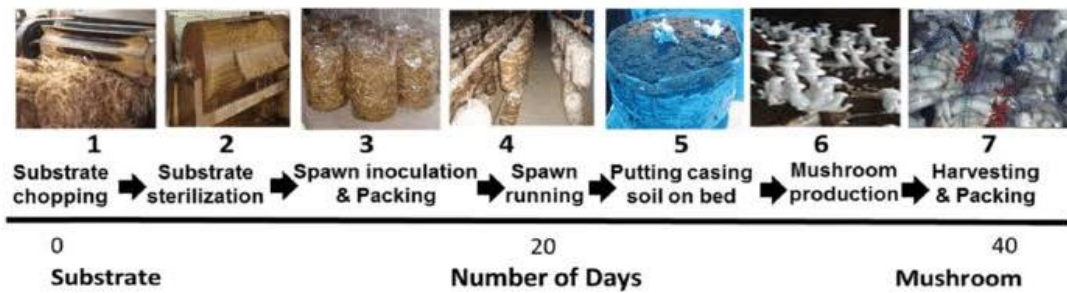 1 2 3 4 5 6 7
Substrate chopping
Substrate sterilization
Spawn inoculation & Packing
Spawn running
Putting casing soil on bed
Mushroom production
Harvesting & Packing
0 20 40
Substrate Number of Days Mushroom